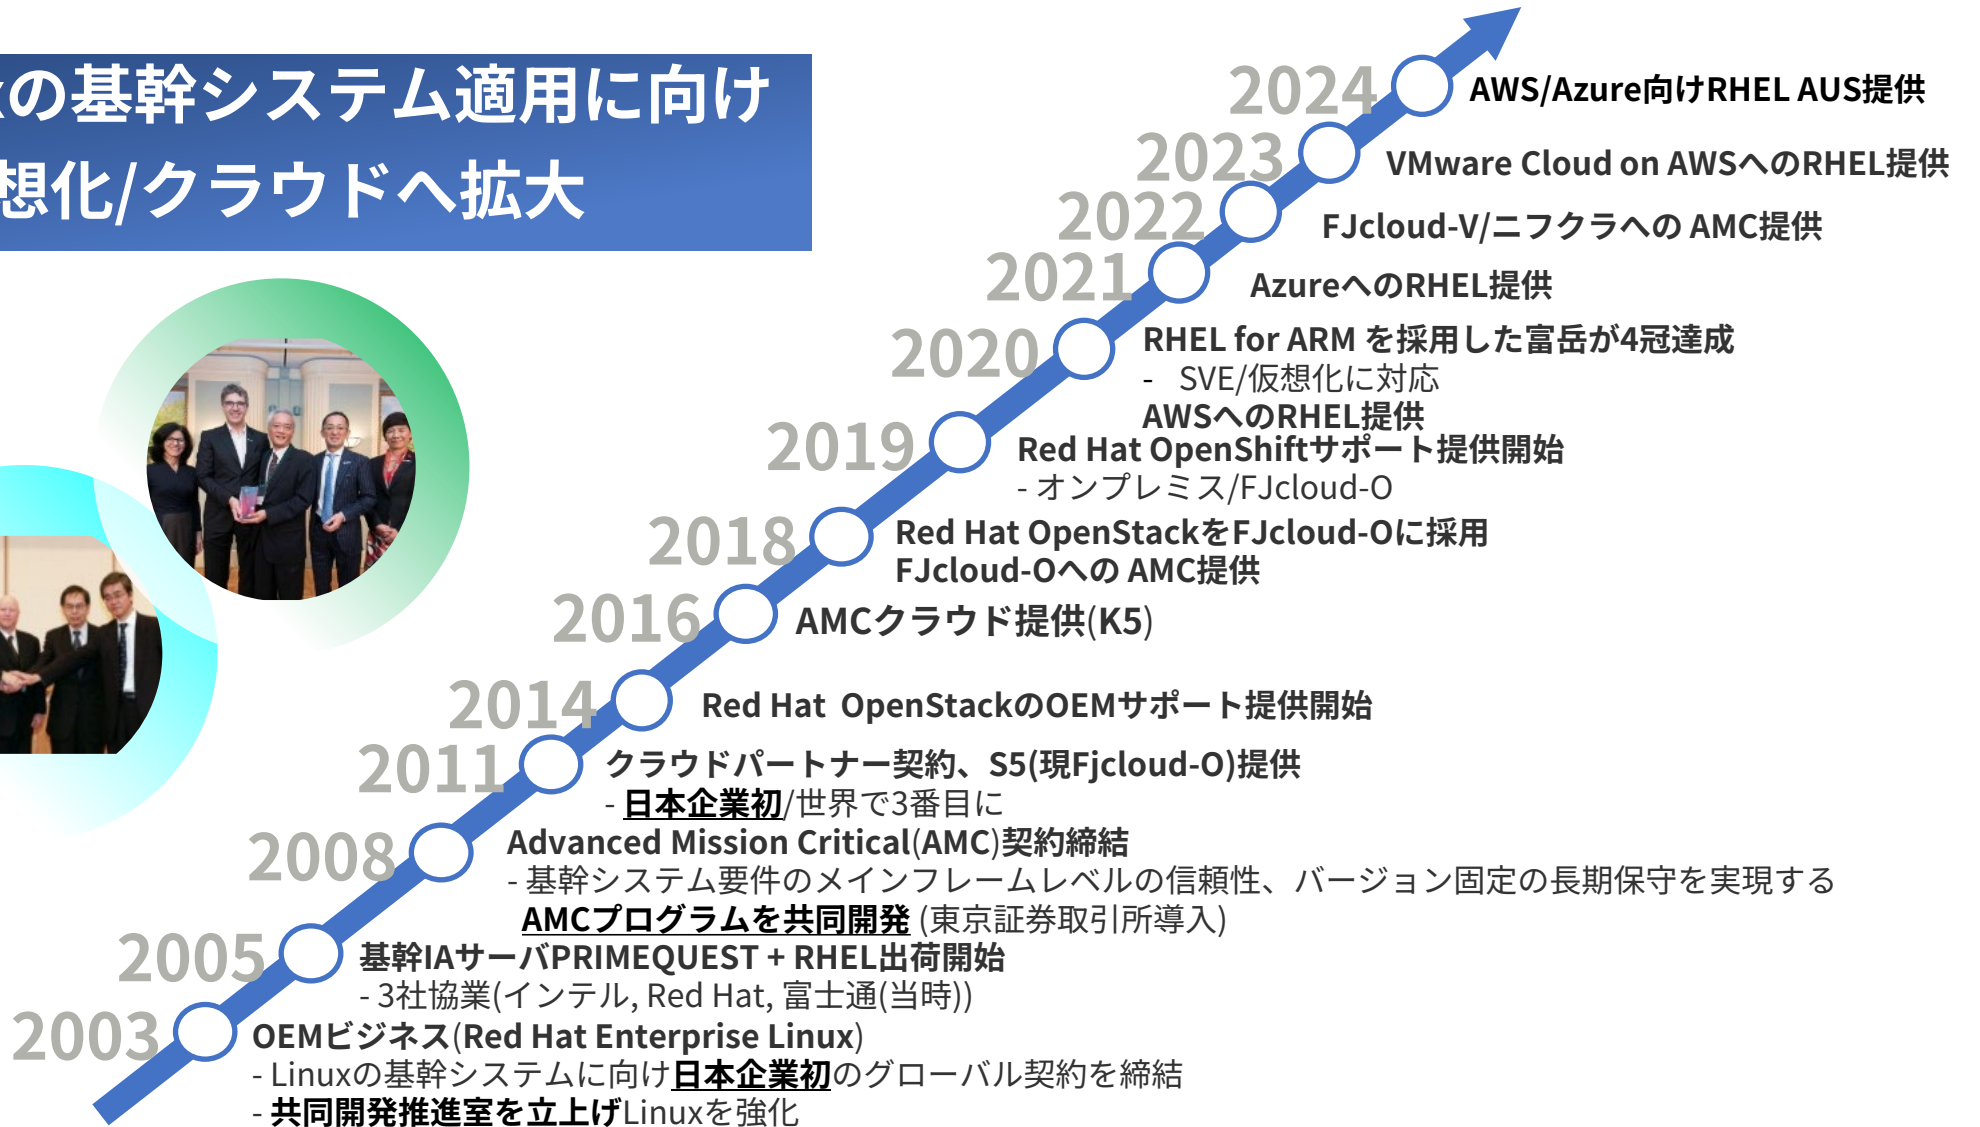 xの基幹システム適用に向け
想化/クラウドへ拡大
2024
AWS/Azure向けRHEL AUS提供
2023
VMware Cloud on AWSへのRHEL提供
2022
FJcloud-V/ニフクラへの AMC提供
2021
AzureへのRHEL提供
2020
RHEL for ARM を採用した富岳が4冠達成
- SVE/仮想化に対応
AWSへのRHEL提供
2019
Red Hat OpenShiftサポート提供開始
- オンプレミス/FJcloud-O
2018
Red Hat OpenStackをFJcloud-Oに採用
FJcloud-Oへの AMC提供
2016
AMCクラウド提供(K5)
2014
Red Hat OpenStackのOEMサポート提供開始
2011
クラウドパートナー契約、S5(現Fjcloud-O)提供
- 日本企業初/世界で3番目に
2008
Advanced Mission Critical(AMC)契約締結
- 基幹システム要件のメインフレームレベルの信頼性、バージョン固定の長期保守を実現する
AMCプログラムを共同開発 (東京証券取引所導入)
2005
基幹IAサーバPRIMEQUEST + RHEL出荷開始
- 3社協業(インテル, Red Hat, 富士通(当時))
2003
OEMビジネス(Red Hat Enterprise Linux)
- Linuxの基幹システムに向け日本企業初のグローバル契約を締結
- 共同開発推進室を立上げLinuxを強化